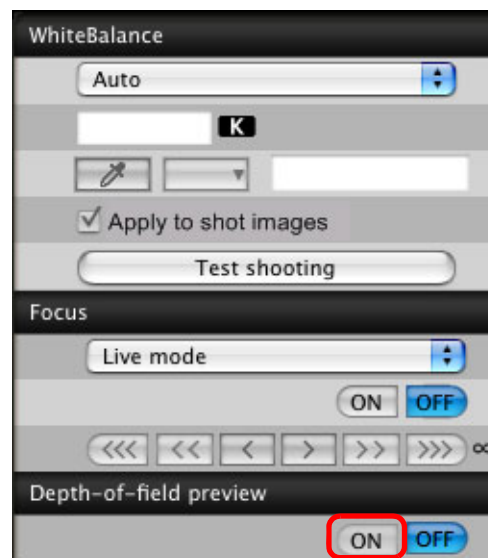 WhiteBalance
Auto
K
Apply to shot images
Test shooting
Focus
Live mode
ON OFF
<<< << < > >> >>> ∞
Depth-of-field preview
ON OFF